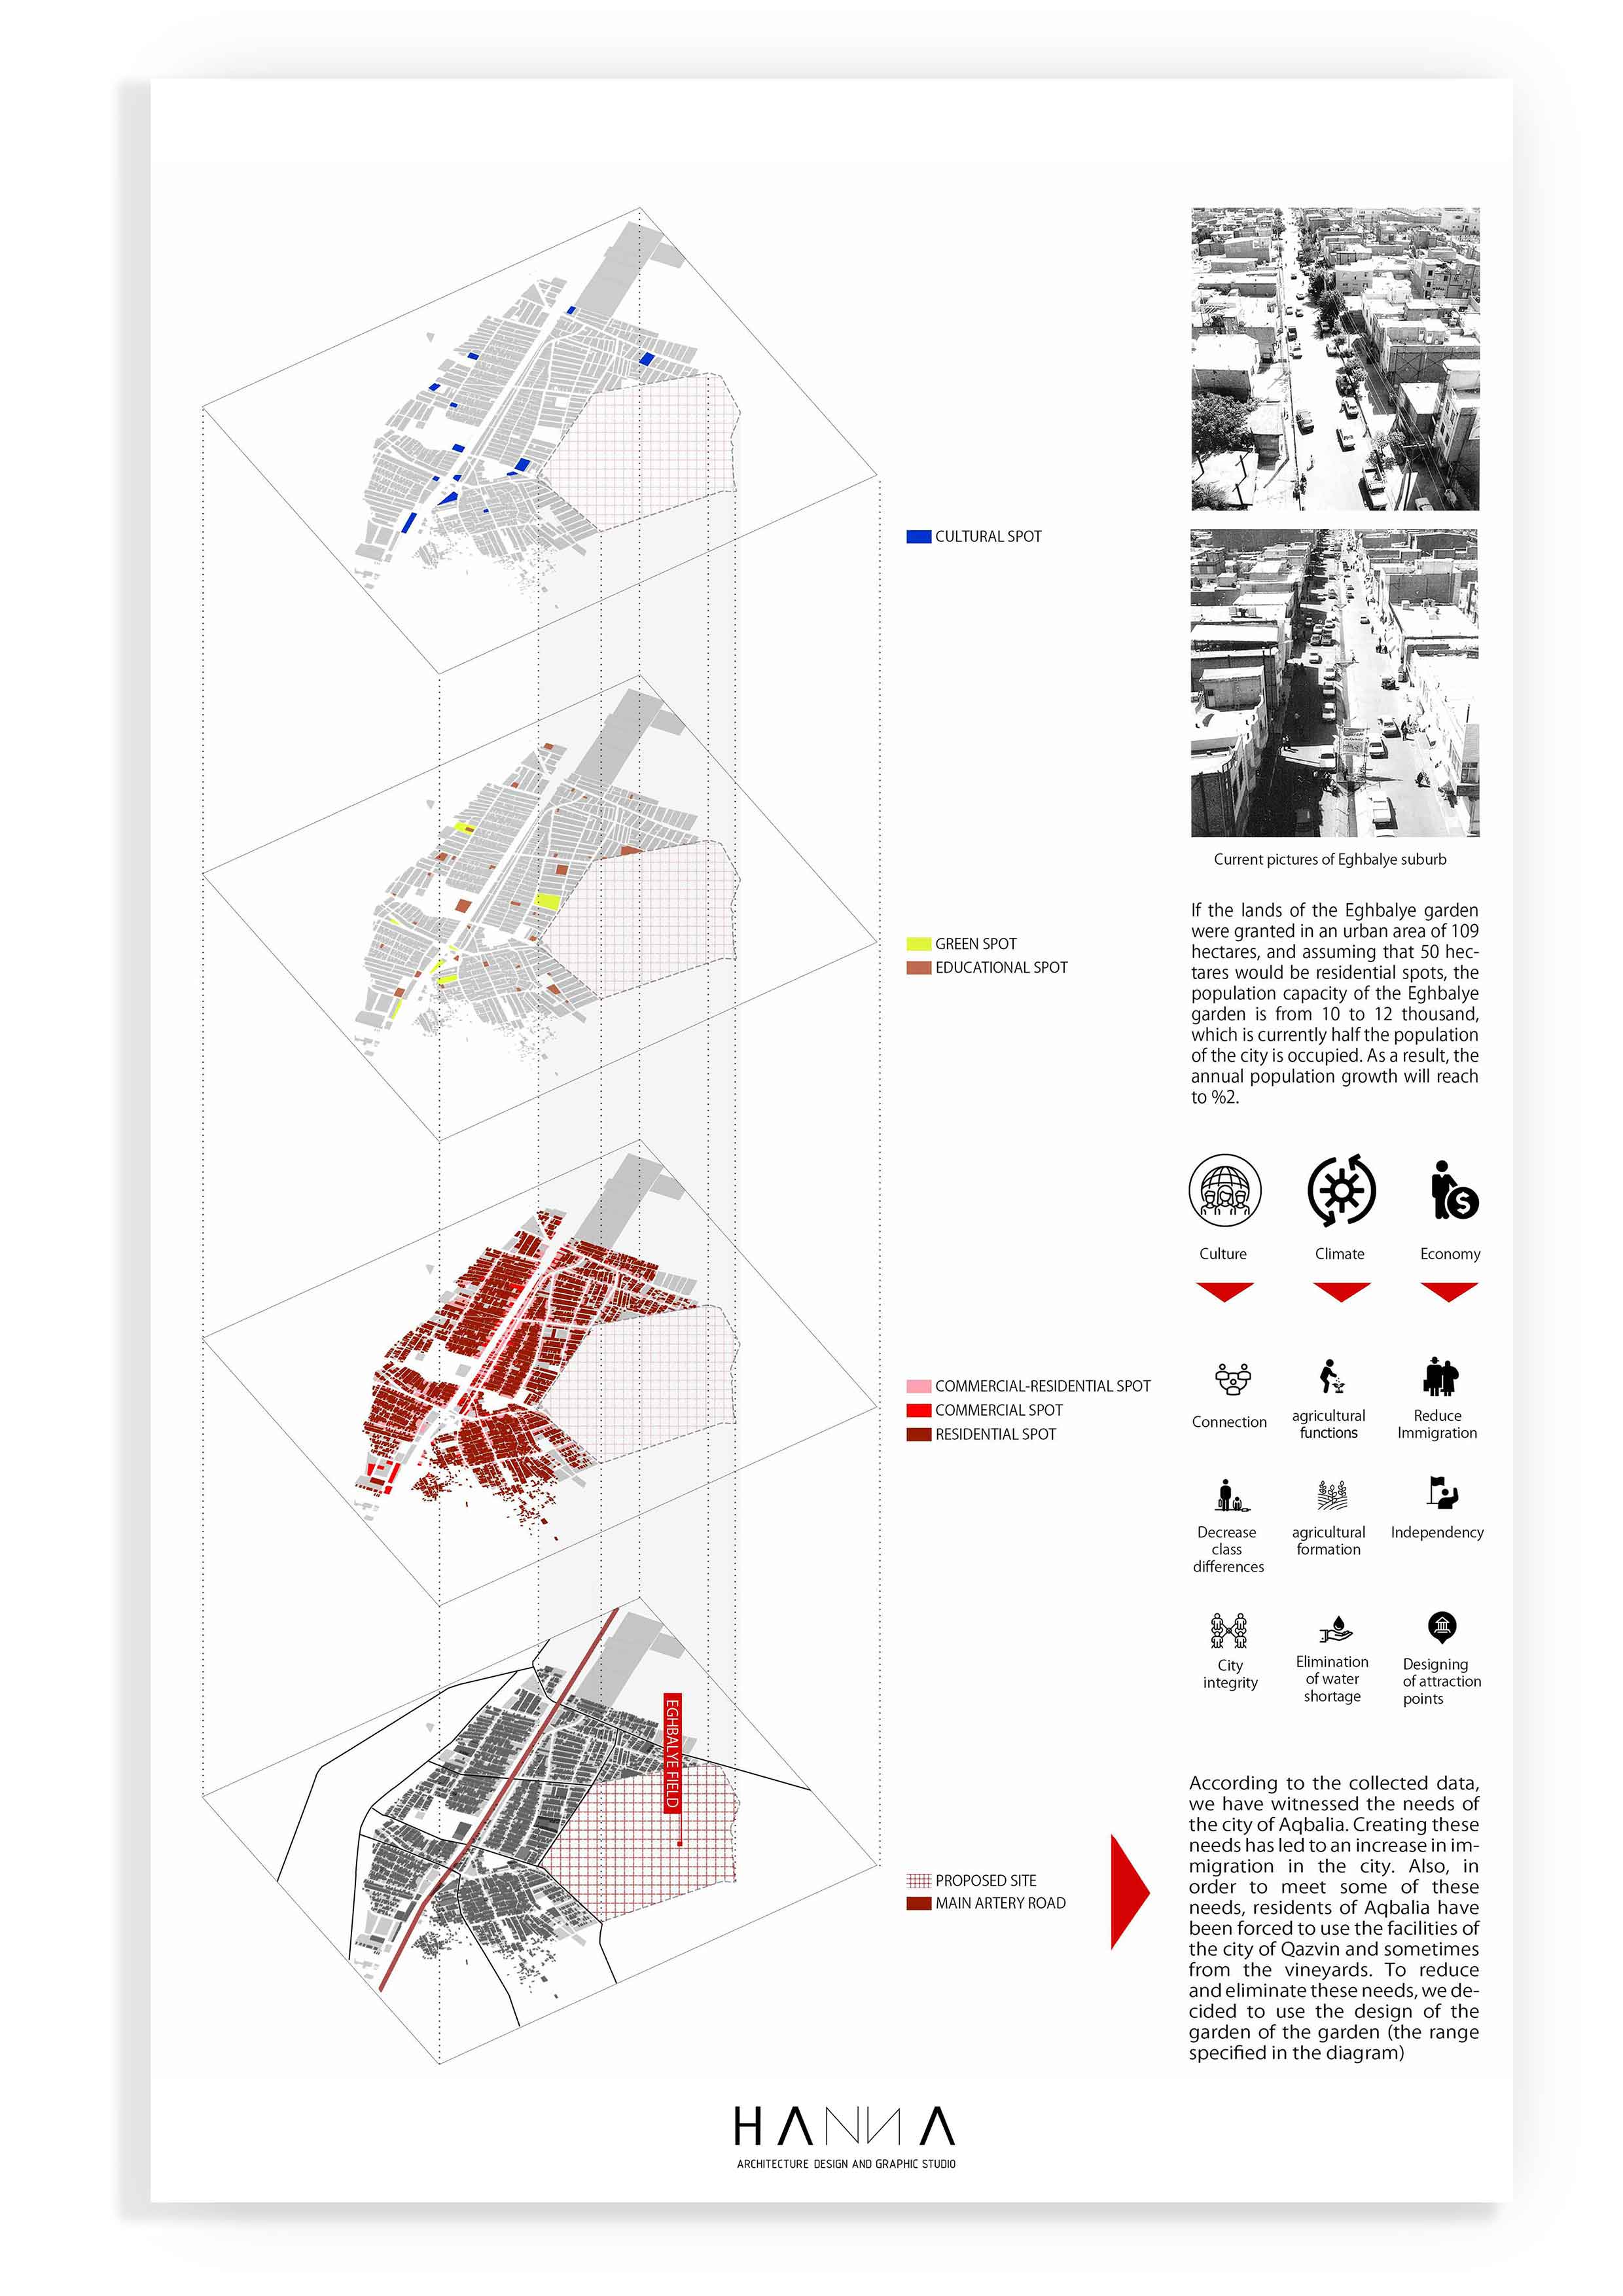 CULTURAL SPOT
GREEN SPOT
EDUCATIONAL SPOT
COMMERCIAL-RESIDENTIAL SPOT
COMMERCIAL SPOT
RESIDENTIAL SPOT
EGHBALYE FIELD
PROPOSED SITE
MAIN ARTERY ROAD
Current pictures of Eghbalye suburb
If the lands of the Eghbalye garden
were granted in an urban area of 109
hectares, and assuming that 50 hec-
tares would be residential spots, the
population capacity of the Eghbalye
garden is from 10 to 12 thousand,
which is currently half the population
of the city is occupied. As a result, the
annual population growth will reach
to %2.
Culture
Climate
Economy
Connection
agricultural
functions
Reduce
Immigration
Decrease
class
differences
agricultural
formation
Independency
City
integrity
Elimination
of water
shortage
Designing
of attraction
points
According to the collected data,
we have witnessed the needs of
the city of Aqbalia. Creating these
needs has led to an increase in im-
migration in the city. Also, in
order to meet some of these
needs, residents of Aqbalia have
been forced to use the facilities of
the city of Qazvin and sometimes
from the vineyards. To reduce
and eliminate these needs, we de-
cided to use the design of the
garden of the garden (the range
specified in the diagram)
HANNA
ARCHITECTURE DESIGN AND GRAPHIC STUDIO